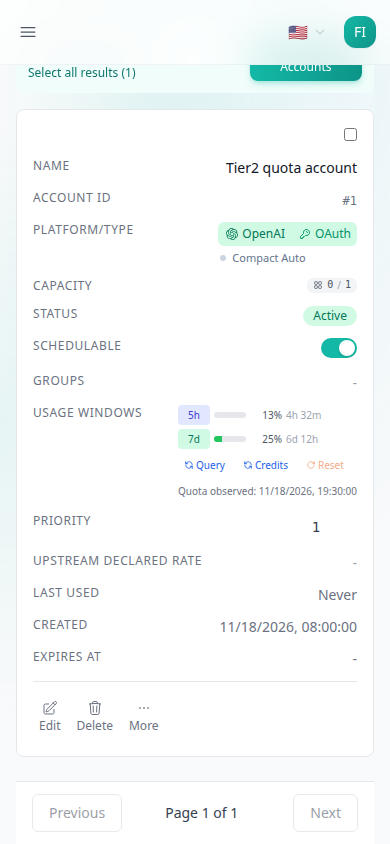 FI
Select all results (1)
Accounts
NAME
Tier2 quota account
ACCOUNT ID
#1
PLATFORM/TYPE
OpenAI
OAuth
Compact Auto
CAPACITY
0 / 1
STATUS
Active
SCHEDULABLE
GROUPS
-
USAGE WINDOWS
5h
13% 4h 32m
7d
25% 6d 12h
Query
Credits
Reset
Quota observed: 11/18/2026, 19:30:00
PRIORITY
1
UPSTREAM DECLARED RATE
-
LAST USED
Never
CREATED
11/18/2026, 08:00:00
EXPIRES AT
-
Edit
Delete
More
Previous
Page 1 of 1
Next